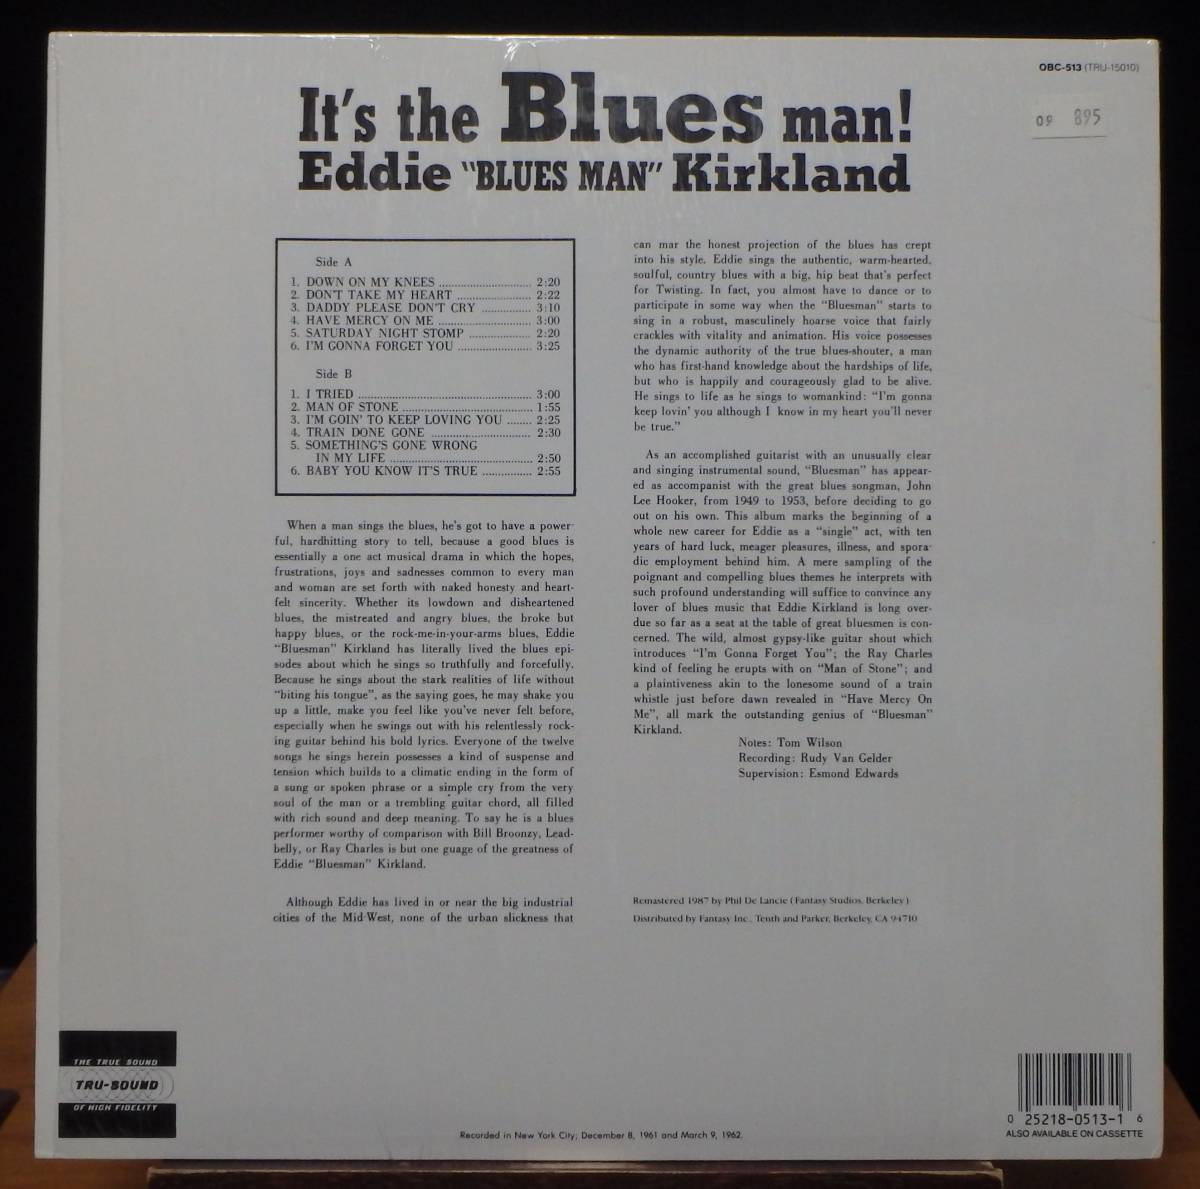 OBC-513 (TRU-15010)
09 895
It's the Blues man!
Eddie "BLUES MAN" Kirkland
Side A
1. DOWN ON MY KNEES ............................ 2:20
2. DON'T TAKE MY HEART ...................... 2:22
3. DADDY PLEASE DON'T CRY ............... 3:10
4. HAVE MERCY ON ME ............................ 3:00
5. SATURDAY NIGHT STOMP ................... 2:20
6. I'M GONNA FORGET YOU ....................... 3:25
Side B
1. I TRIED ..................................................... 3:00
2. MAN OF STONE ........................................ 1:55
3. I'M GOIN' TO KEEP LOVING YOU ........ 2:25
4. TRAIN DONE GONE .............................. 2:30
5. SOMETHING'S GONE WRONG
IN MY LIFE ........................................... 2:50
6. BABY YOU KNOW IT'S TRUE ............... 2:55
When a man sings the blues, he's got to have a power-
ful, hardhitting story to tell, because a good blues is
essentially a one act musical drama in which the hopes,
frustrations, joys and sadnesses common to every man
and woman are set forth with naked honesty and heart-
felt sincerity. Whether its lowdown and disheartened
blues, the mistreated and angry blues, the broke but
happy blues, or the rock-me-in-your-arms blues, Eddie
"Bluesman" Kirkland has literally lived the blues epi-
sodes about which he sings so truthfully and forcefully.
Because he sings about the stark realities of life without
"biting his tongue", as the saying goes, he may shake you
up a little, make you feel like you've never felt before,
especially when he swings out with his relentlessly rock-
ing guitar behind his bold lyrics. Everyone of the twelve
songs he sings herein possesses a kind of suspense and
tension which builds to a climatic ending in the form of
a sung or spoken phrase or a simple cry from the very
soul of the man or a trembling guitar chord, all filled
with rich sound and deep meaning. To say he is a blues
performer worthy of comparison with Bill Broonzy, Lead-
belly, or Ray Charles is but one guage of the greatness of
Eddie "Bluesman" Kirkland.
Although Eddie has lived in or near the big industrial
cities of the Mid-West, none of the urban slickness that
can mar the honest projection of the blues has crept
into his style. Eddie sings the authentic, warm-hearted,
soulful, country blues with a big, hip beat that's perfect
for Twisting. In fact, you almost have to dance or to
participate in some way when the "Bluesman" starts to
sing in a robust, masculinely hoarse voice that fairly
crackles with vitality and animation. His voice possesses
the dynamic authority of the true blues-shouter, a man
who has first-hand knowledge about the hardships of life,
but who is happily and courageously glad to be alive.
He sings to life as he sings to womankind: "I'm gonna
keep lovin' you although I know in my heart you'll never
be true."
As an accomplished guitarist with an unusually clear
and singing instrumental sound, "Bluesman" has appear-
ed as accompanist with the great blues songman, John
Lee Hooker, from 1949 to 1953, before deciding to go
out on his own. This album marks the beginning of a
whole new career for Eddie as a "single" act, with ten
years of hard luck, meager pleasures, illness, and spora-
dic employment behind him. A mere sampling of the
poignant and compelling blues themes he interprets with
such profound understanding will suffice to convince any
lover of blues music that Eddie Kirkland is long over-
due so far as a seat at the table of great bluesmen is con-
cerned. The wild, almost gypsy-like guitar shout which
introduces "I'm Gonna Forget You"; the Ray Charles
kind of feeling he erupts with on "Man of Stone"; and
a plaintiveness akin to the lonesome sound of a train
whistle just before dawn revealed in "Have Mercy On
Me", all mark the outstanding genius of "Bluesman"
Kirkland.
Notes: Tom Wilson
Recording: Rudy Van Gelder
Supervision: Esmond Edwards
Remastered 1987 by Phil De Lancie (Fantasy Studios, Berkeley)
Distributed by Fantasy Inc., Tenth and Parker, Berkeley, CA 94710
THE TRUE SOUND
TRU-SOUND
OF HIGH FIDELITY
Recorded in New York City; December 8, 1961 and March 9, 1962.
0 25218-0513-1 6
ALSO AVAILABLE ON CASSETTE